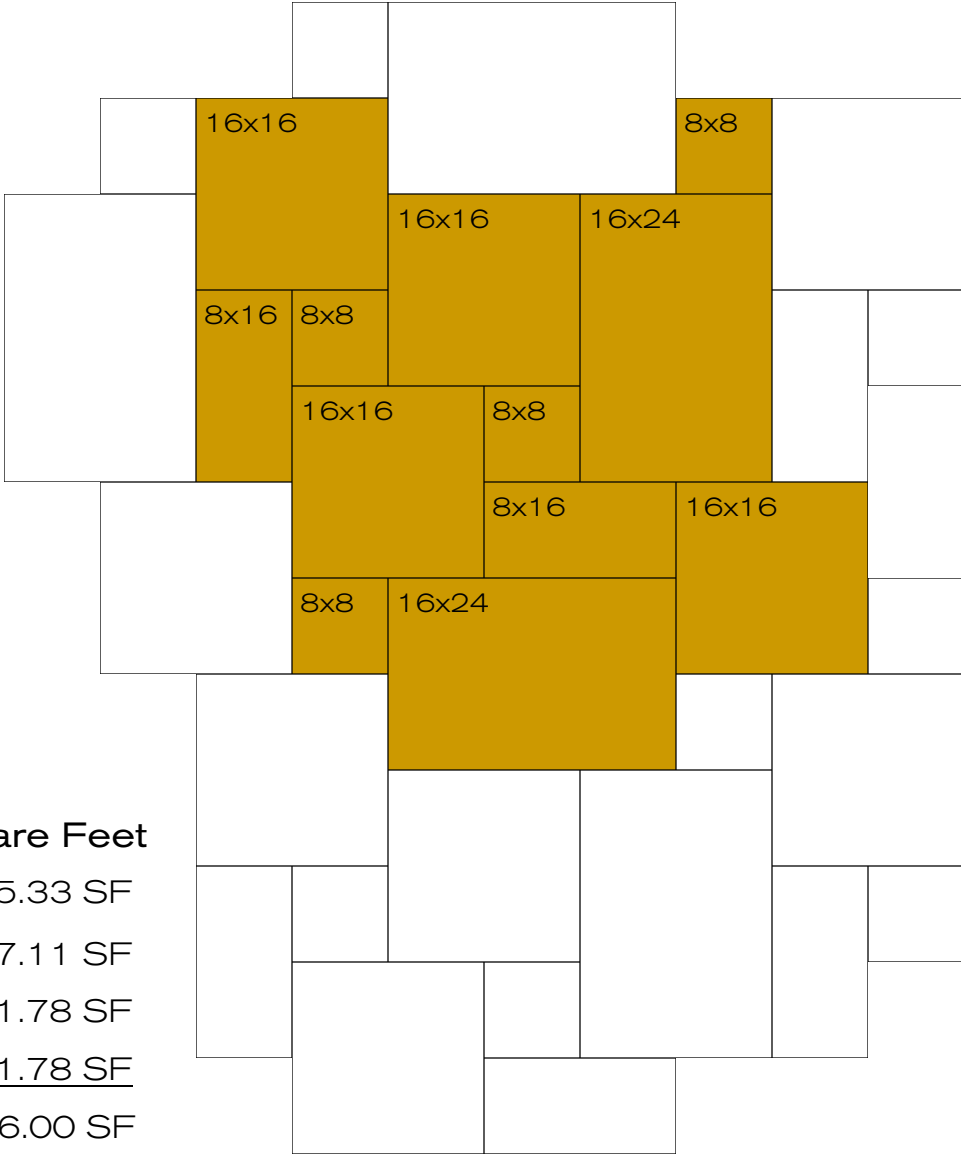 16x16
8x8
16x16
16x24
8x16
8x8
16x16
8x8
8x16
16x16
8x8
16x24
are Feet
5.33 SF
7.11 SF
1.78 SF
1.78 SF
6.00 SF